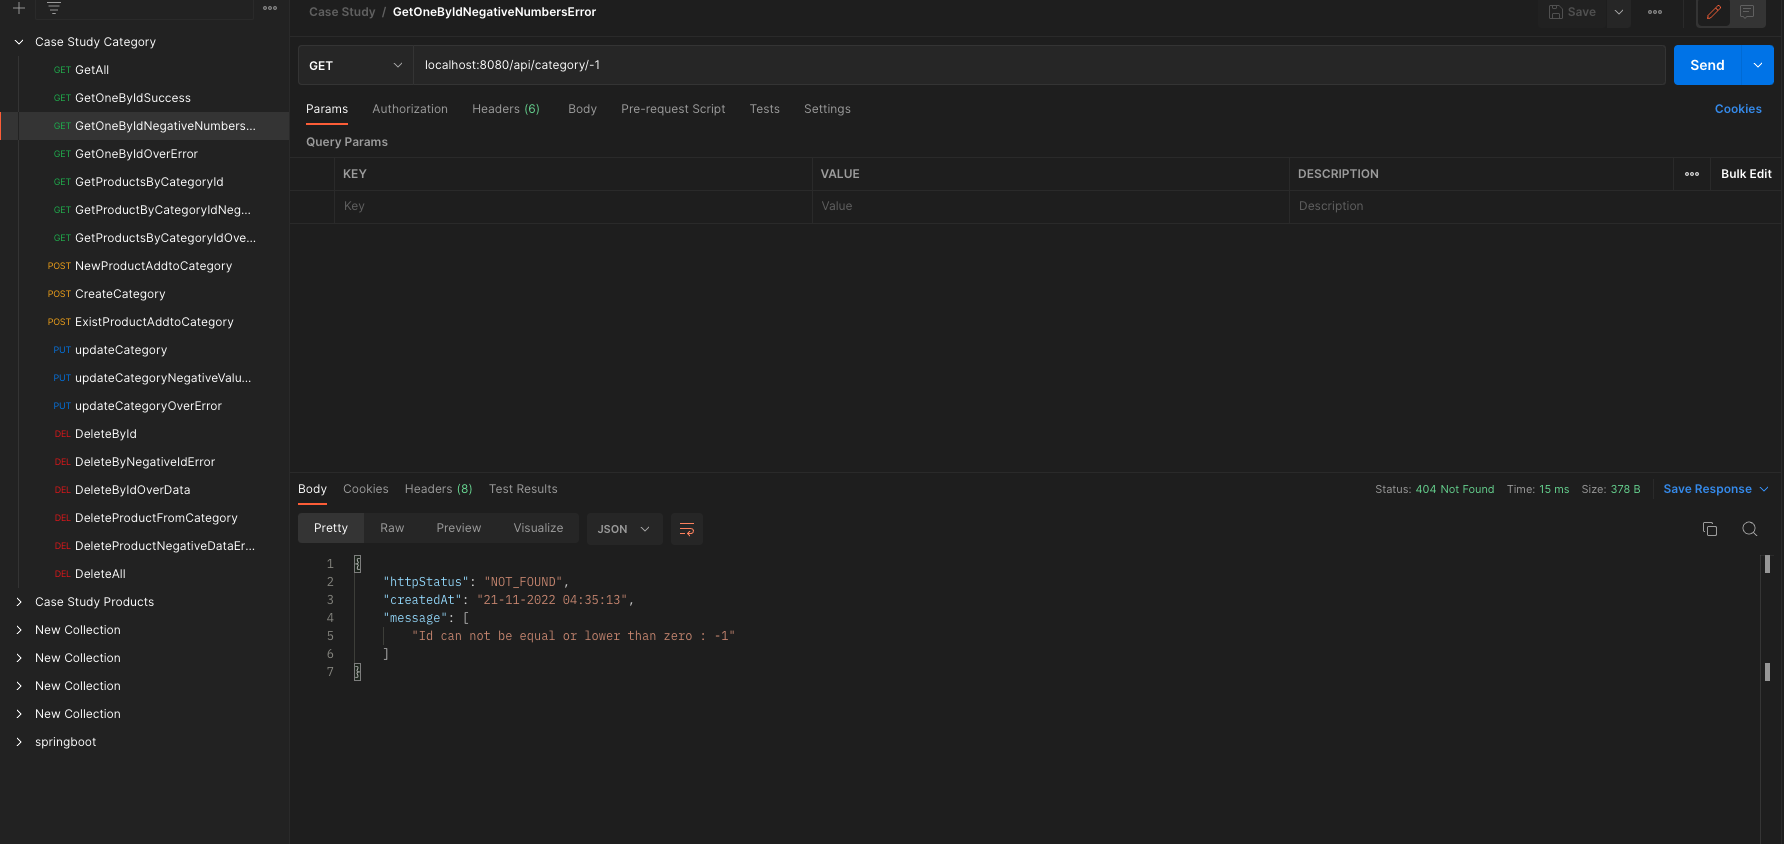 Case Study Category
GET GetAll
GET GetOneByIdSuccess
GET GetOneByIdNegativeNumbers...
GET GetOneByIdOverError
GET GetProductsByCategoryId
GET GetProductByCategoryIdNeg...
GET GetProductsByCategoryIdOve...
POST NewProductAddtoCategory
POST CreateCategory
POST ExistProductAddtoCategory
PUT updateCategory
PUT updateCategoryNegativeValu...
PUT updateCategoryOverError
DEL DeleteById
DEL DeleteByNegativeIdError
DEL DeleteByIdOverData
DEL DeleteProductFromCategory
DEL DeleteProductNegativeDataEr...
DEL DeleteAll
Case Study Products
New Collection
New Collection
New Collection
New Collection
springboot
Case Study / GetOneByIdNegativeNumbersError Save
GET localhost:8080/api/category/-1 Send
Params Authorization Headers (6) Body Pre-request Script Tests Settings Cookies
Query Params
KEY VALUE DESCRIPTION Bulk Edit
Key Value Description
Body Cookies Headers (8) Test Results Status: 404 Not Found Time: 15 ms Size: 378 B Save Response
Pretty Raw Preview Visualize JSON
1 {
2 "httpStatus": "NOT_FOUND",
3 "createdAt": "21-11-2022 04:35:13",
4 "message": [
5 "Id can not be equal or lower than zero : -1"
6 ]
7 }